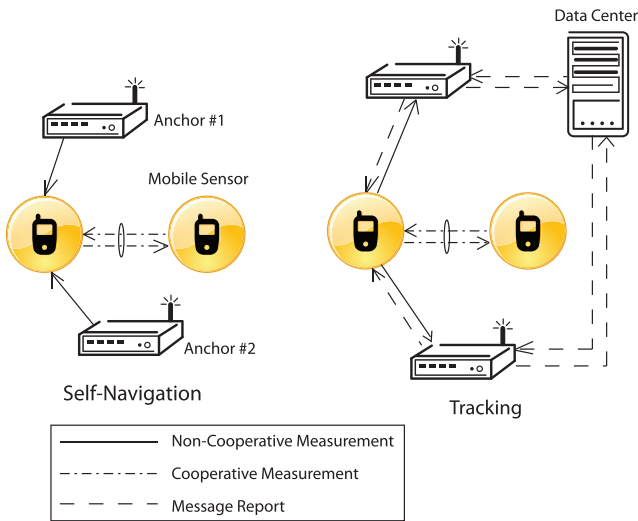 Data Center
Anchor #1
Mobile Sensor
Anchor #2
Self-Navigation
Tracking
Non-Cooperative Measurement
Cooperative Measurement
Message Report